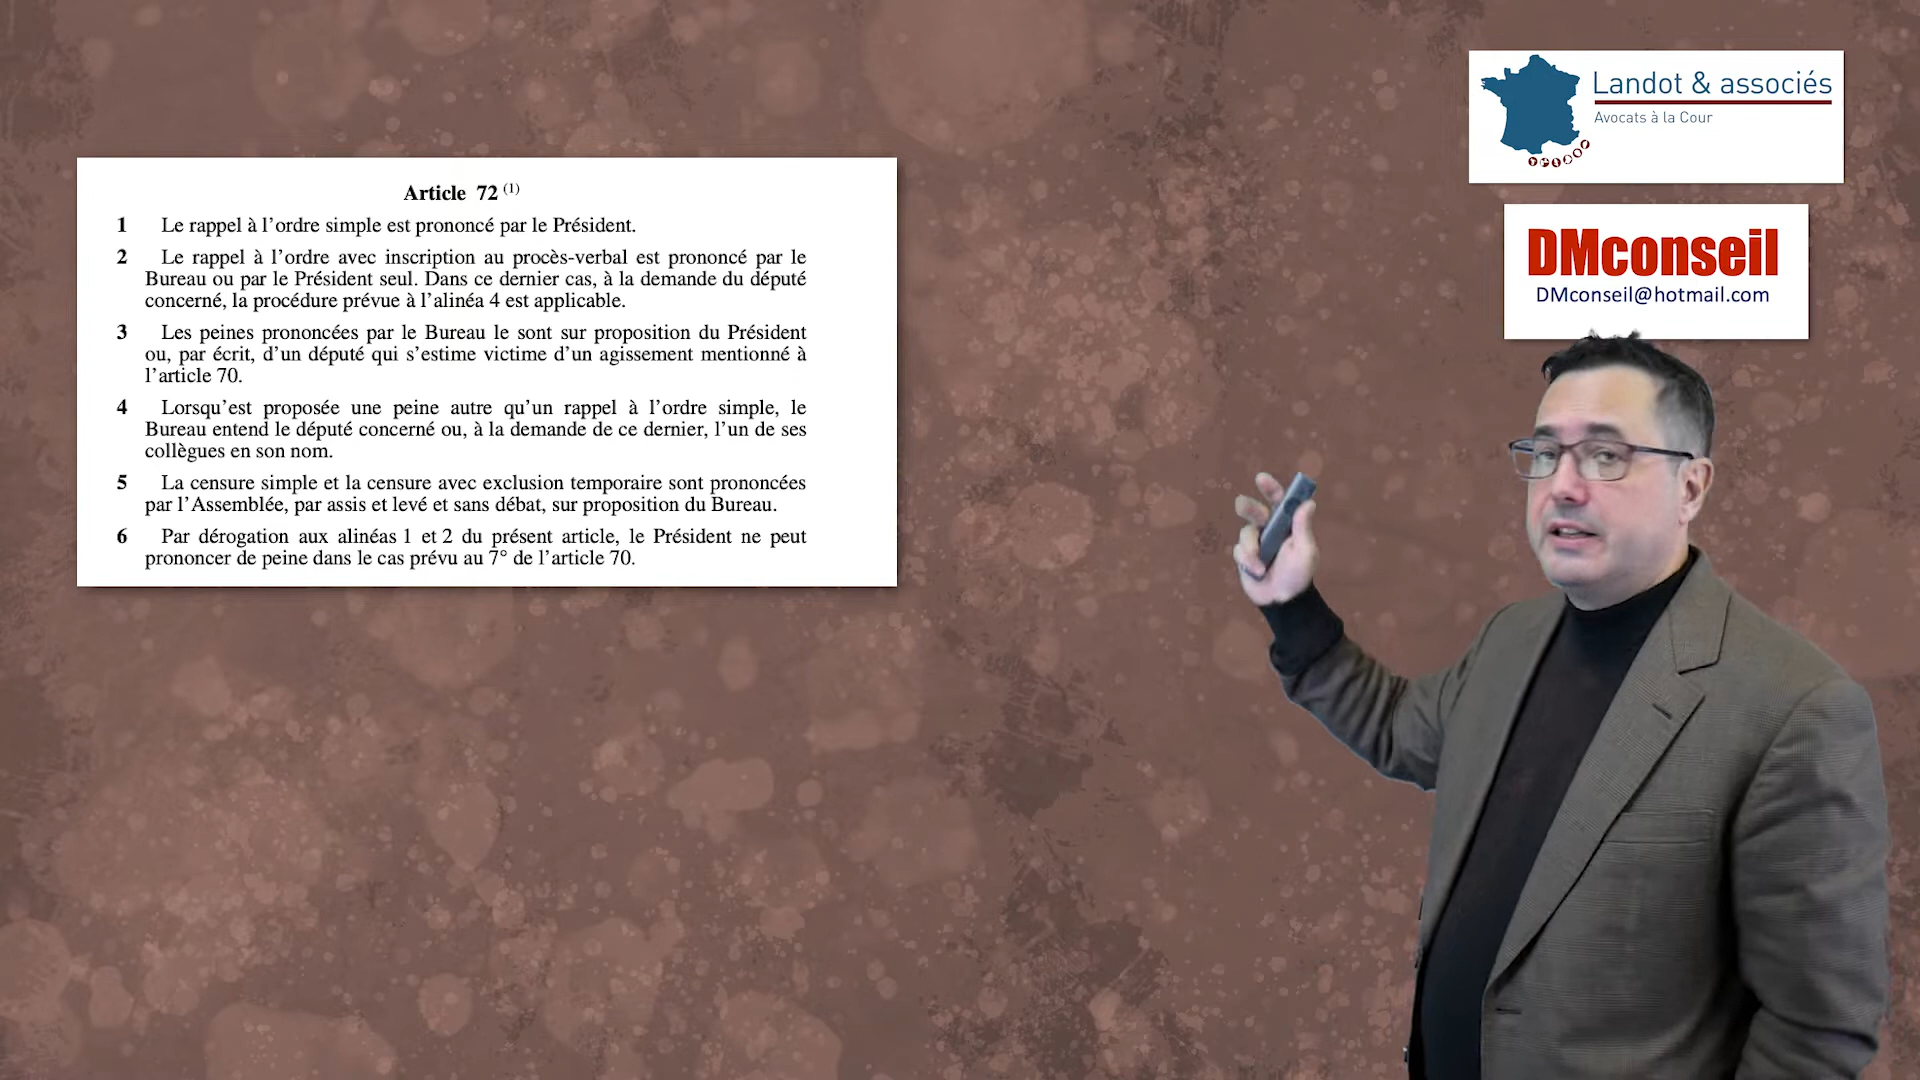 Article 72 (1)
1 Le rappel à l’ordre simple est prononcé par le Président.
2 Le rappel à l’ordre avec inscription au procès-verbal est prononcé par le
Bureau ou par le Président seul. Dans ce dernier cas, à la demande du député
concerné, la procédure prévue à l’alinéa 4 est applicable.
3 Les peines prononcées par le Bureau le sont sur proposition du Président
ou, par écrit, d’un député qui s’estime victime d’un agissement mentionné à
l’article 70.
4 Lorsqu’est proposée une peine autre qu’un rappel à l’ordre simple, le
Bureau entend le député concerné ou, à la demande de ce dernier, l’un de ses
collègues en son nom.
5 La censure simple et la censure avec exclusion temporaire sont prononcées
par l’Assemblée, par assis et levé et sans débat, sur proposition du Bureau.
6 Par dérogation aux alinéas 1 et 2 du présent article, le Président ne peut
prononcer de peine dans le cas prévu au 7° de l’article 70.
Landot & associés
Avocats à la Cour
DMconseil
DMconseil@hotmail.com